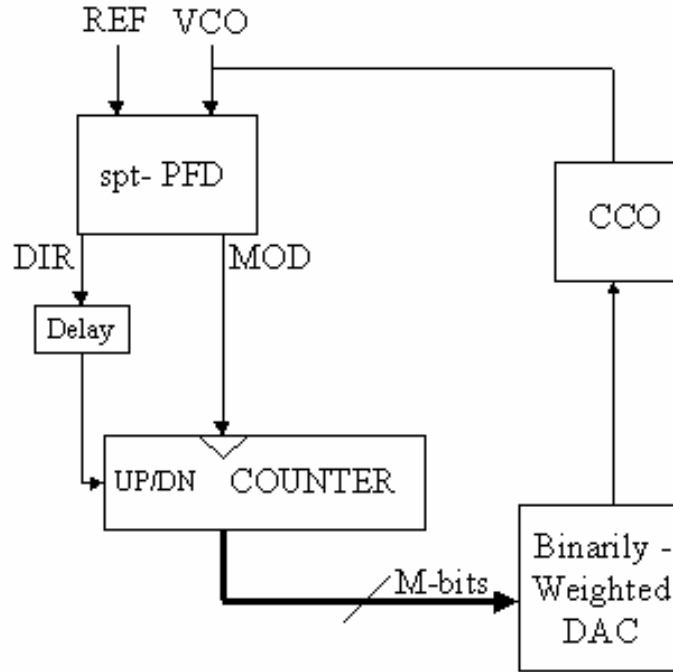 REF VCO
spt- PFD
CCO
DIR MOD
Delay
UP/DN COUNTER
M-bits
Binarily -
Weighted
DAC